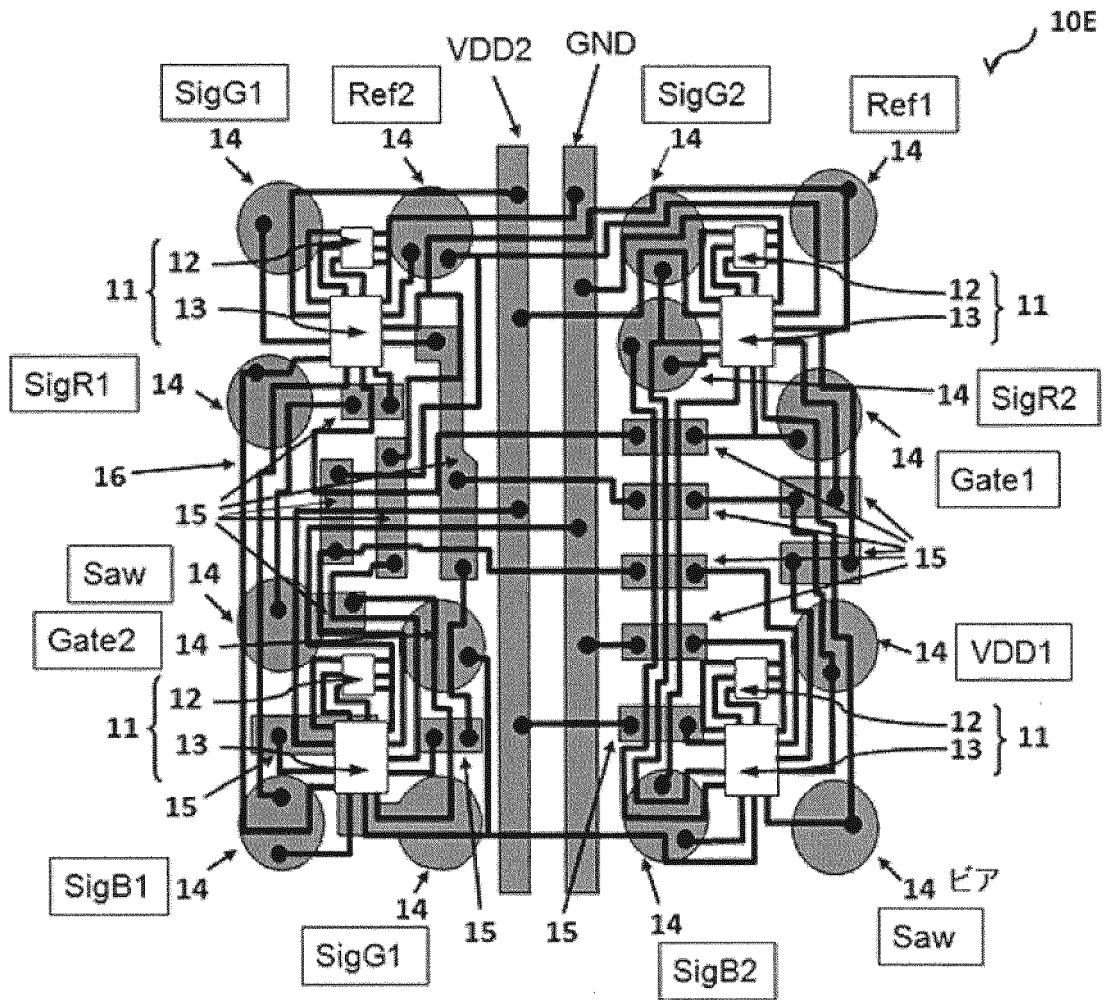 10E
VDD2 GND
SigG1 Ref2 SigG2 Ref1
14 14 14 14
11 12 12 11
13 13
SigR1 14 14 SigR2
16 14 Gate1
15 15
Saw 14
Gate2 14 14 VDD1
11 12 12 11
13 13
15 15
SigB1 14 14 15 15 14 14 ビア
SigG1 SigB2 Saw